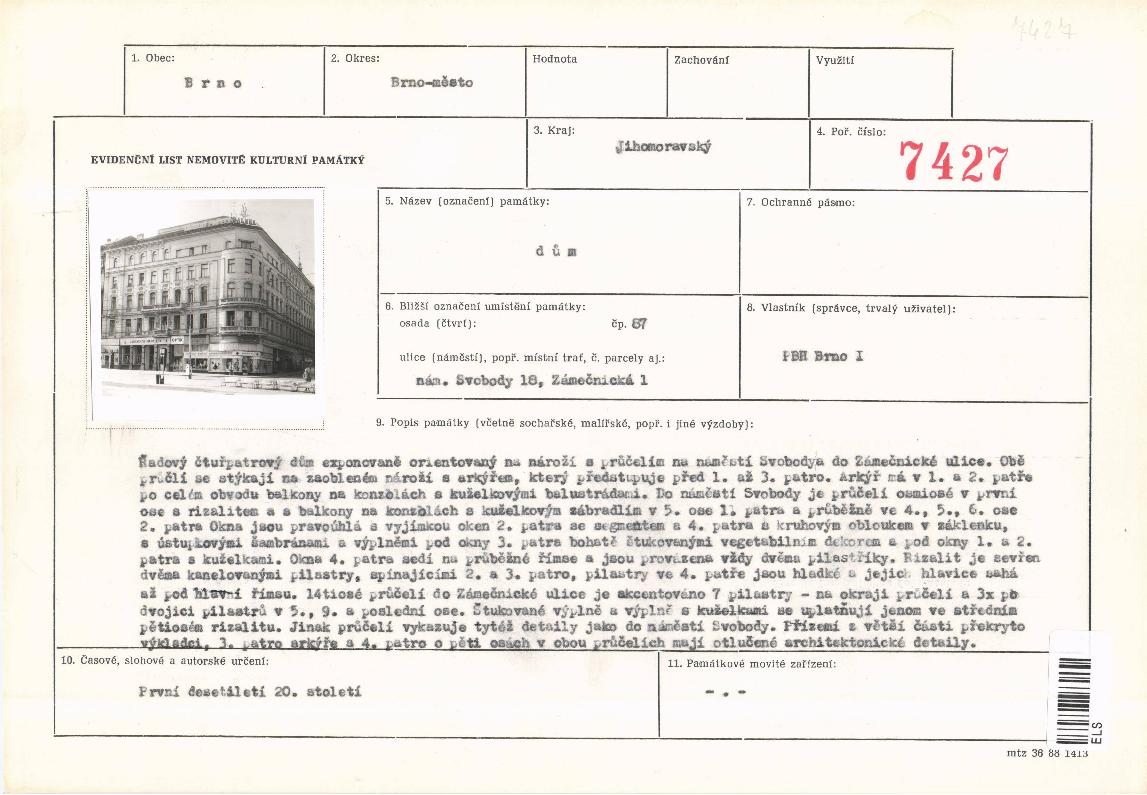 7427
1. Obec:
Brno
2. Okres:
Brno-město
Hodnota
Zachování
Využití
EVIDENČNÍ LIST NEMOVITÉ KULTURNÍ PAMÁTKY
3. Kraj:
Jihomoravský
4. Poř. číslo:
7427
5. Název (označení) památky:
dům
7. Ochranné pásmo:
6. Bližší označení umístění památky:
osada (čtvrť):
čp. 87
ulice (náměstí), popř. místní trať, č. parcely aj.:
nám. Svobody 18, Zámečnická 1
8. Vlastník (správce, trvalý uživatel):
PBH Brno I
9. Popis památky (včetně sochařské, malířské, popř. i jiné výzdoby):
Řadový čtuřpatrový dům exponovaně orientovaný na nároží s průčelím na náměstí Svobodya do Zámečnické ulice. Obě
průčlí se stýkají na zaobleném nároží s arkýřem, který předstupuje před 1. až 3. patro. Arkýř má v 1. a 2. patře
po celém obvodu balkony na konzolách s kuželkovými balustrádami. Do náměstí Svobody je průčelí osmiosé v první
ose s rizalitem a s balkony na konzolách s kuželkovým zábradlím v 5. ose 1. patra a průběžně ve 4., 5., 6. ose
2. patra Okna jsou pravoúhlá s vyjímkou oken 2. patra se segmentem a 4. patra s kruhovým obloukem v záklenku,
s ústupkovými šambránami a výplněmi pod okny 3. patra bohatě štukovanými vegetabilním dekorem a pod okny 1. a 2.
patra s kuželkami. Okna 4. patra sedí na průběžné římse a jsou provázena vždy dvěma pilastříky. Rizalit je sevřen
dvěma kanelovanými pilastry, spínajícími 2. a 3. patro, pilastry ve 4. patře jsou hladké a jejich hlavice sahá
až pod hlavní římsu. 14tiosé průčelí do Zámečnické ulice je akcentováno 7 pilastry - na okraji průčelí a 3x po
dvojici pilastrů v 5., 9. a poslední ose. Štukované výplně a výplně s kuželkami se uplatňují jenom ve středním
pětiosém rizalitu. Jinak průčelí vykazuje tytéž detaily jako do náměstí Svobody. Přízemí z větší části překryto
výkladci, 3. patro arkýře a 4. patro o pěti osách v obou průčelích mají otlučené architektonické detaily.
10. Časové, slohové a autorské určení:
První desetiletí 20. století
11. Památkové movité zařízení:
- . -
ELS
mtz 36 88 1413